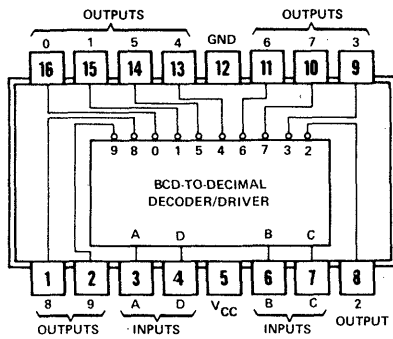 OUTPUTS OUTPUTS
0 1 5 4 GND 6 7 3
16 15 14 13 12 11 10 9
9 8 0 1 5 4 6 7 3 2
BCD-TO-DECIMAL
DECODER/DRIVER
A D B C
1 2 3 4 5 6 7 8
8 9 A D VCC B C 2
OUTPUTS INPUTS INPUTS OUTPUT